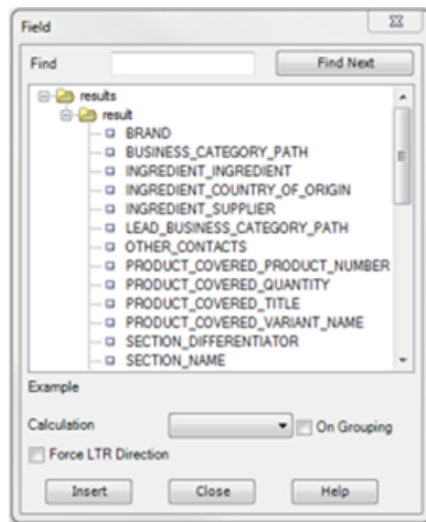 Field
Find
Find Next
results
result
BRAND
BUSINESS_CATEGORY_PATH
INGREDIENT_INGREDIENT
INGREDIENT_COUNTRY_OF_ORIGIN
INGREDIENT_SUPPLIER
LEAD_BUSINESS_CATEGORY_PATH
OTHER_CONTACTS
PRODUCT_COVERED_PRODUCT_NUMBER
PRODUCT_COVERED_QUANTITY
PRODUCT_COVERED_TITLE
PRODUCT_COVERED_VARIANT_NAME
SECTION_DIFFERENTIATOR
SECTION_NAME
Example
Calculation On Grouping
Force LTR Direction
Insert Close Help